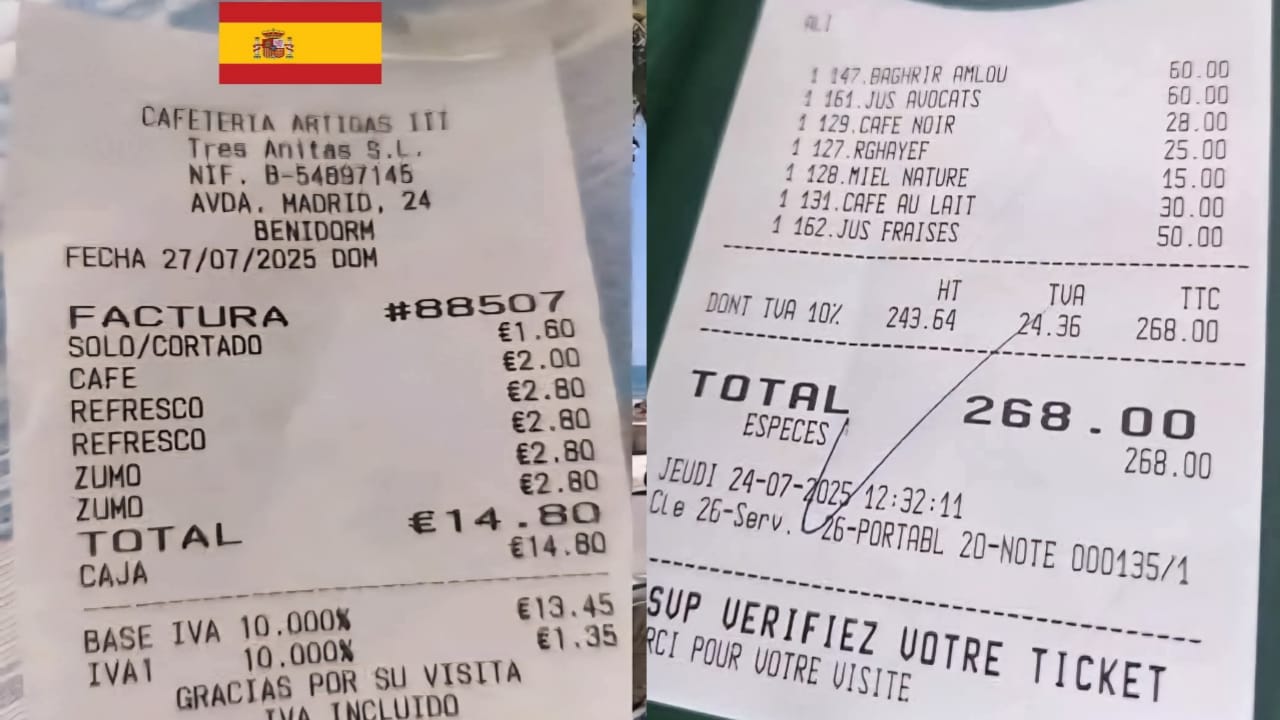 CAFETERIA ARTIGAS III
Tres Anitas S.L.
NIF. B-54897145
AVDA. MADRID, 24
BENIDORM
FECHA 27/07/2025 DOM
FACTURA #88507
SOLO/CORTADO €1.60
CAFE €2.00
REFRESCO €2.80
REFRESCO €2.80
ZUMO €2.80
ZUMO €2.80
TOTAL €14.80
CAJA €14.80
BASE IVA 10.000% €13.45
IVA1 10.000% €1.35
GRACIAS POR SU VISITA
IVA INCLUIDO
ALI
1 147.BAGHRIR AMLOU 60.00
1 161.JUS AVOCATS 60.00
1 129.CAFE NOIR 28.00
1 127.RGHAYEF 25.00
1 128.MIEL NATURE 15.00
1 131.CAFE AU LAIT 30.00
1 162.JUS FRAISES 50.00
HT TVA TTC
DONT TVA 10% 243.64 24.36 268.00
TOTAL 268.00
ESPECES 268.00
JEUDI 24-07-2025 12:32:11
Cle 26-Serv. 26-PORTABL 20-NOTE 000135/1
SVP VERIFIEZ VOTRE TICKET
RCI POUR VOTRE VISITE